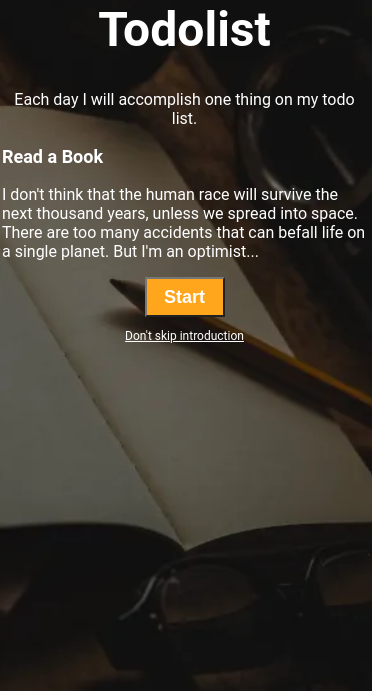 Todolist
Each day I will accomplish one thing on my todo
list.
Read a Book
I don't think that the human race will survive the
next thousand years, unless we spread into space.
There are too many accidents that can befall life on
a single planet. But I'm an optimist...
Start
Don't skip introduction